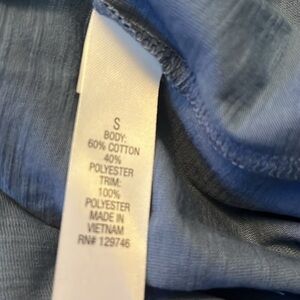 S
BODY:
60% COTTON
40%
POLYESTER
TRIM:
100%
POLYESTER
MADE IN
VIETNAM
RN# 129746